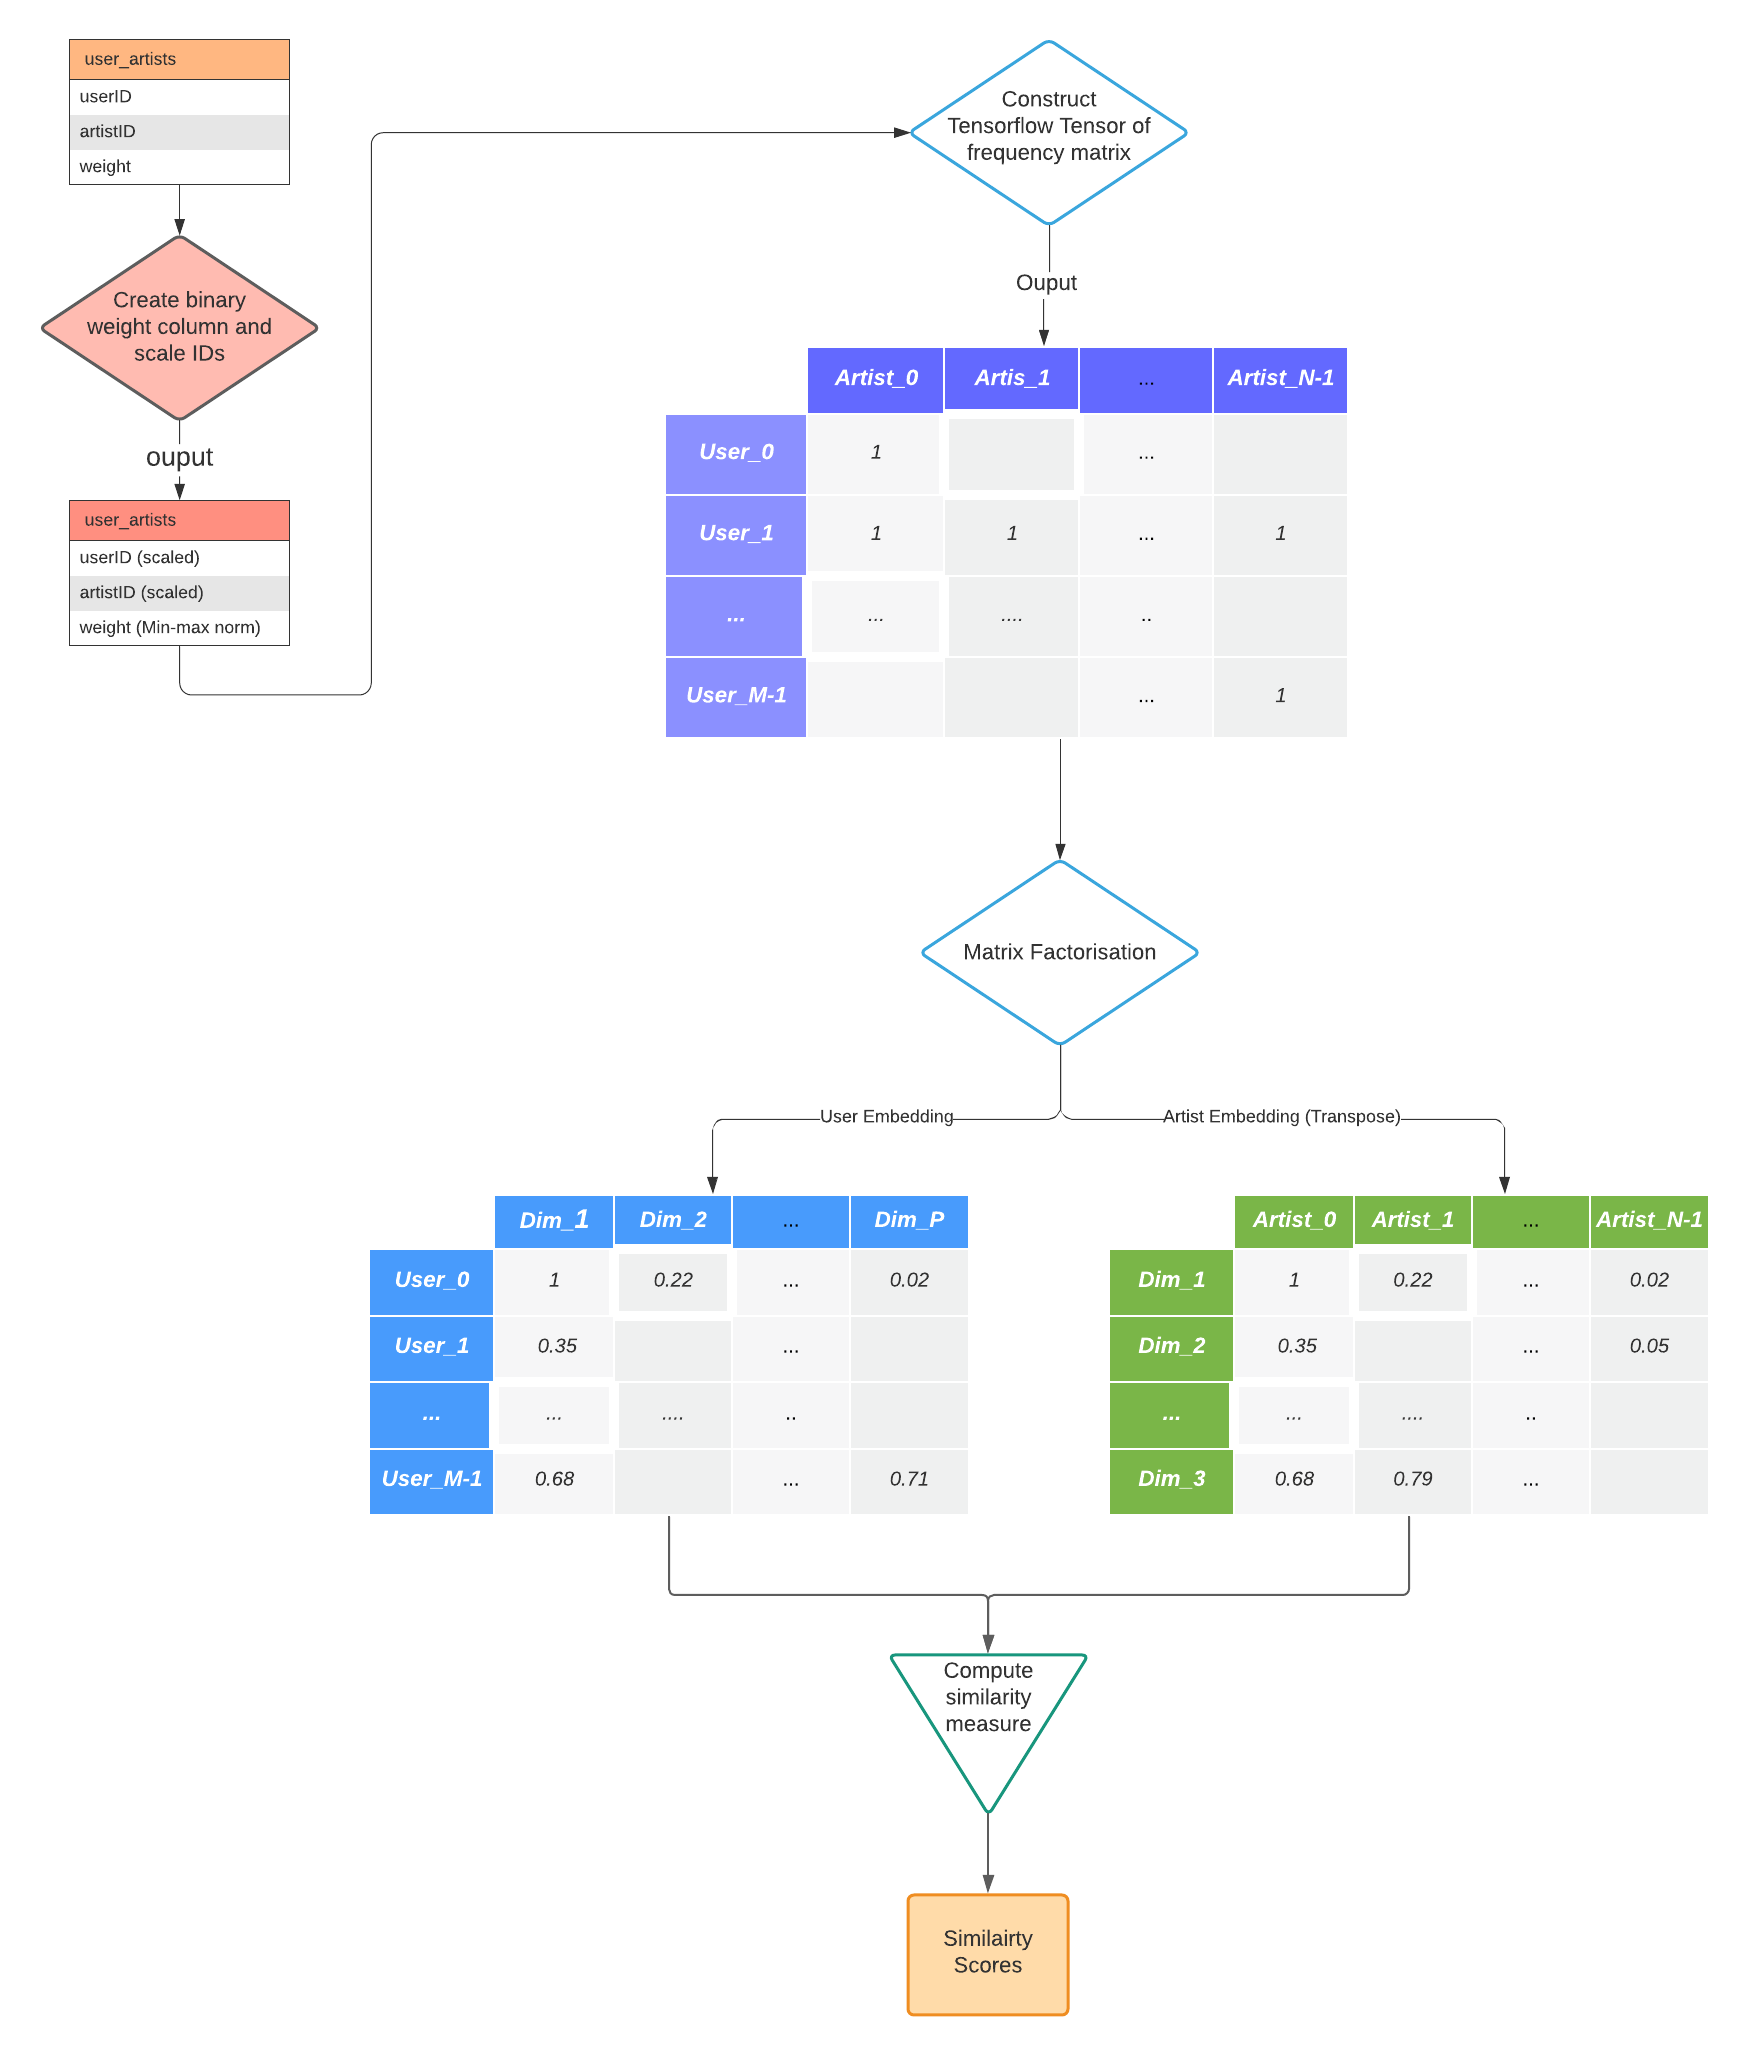 user_artists
userID
artistID
weight
Create binary
weight column and
scale IDs
ouput
user_artists
userID (scaled)
artistID (scaled)
weight (Min-max norm)
Construct
Tensorflow Tensor of
frequency matrix
Ouput
Artist_0 Artis_1 ... Artist_N-1
User_0 1 ...
User_1 1 1 ... 1
... ... .... ..
User_M-1 ... 1
Matrix Factorisation
User Embedding
Artist Embedding (Transpose)
Dim_1 Dim_2 ... Dim_P
User_0 1 0.22 ... 0.02
User_1 0.35 ...
... ... .... ..
User_M-1 0.68 ... 0.71
Artist_0 Artist_1 ... Artist_N-1
Dim_1 1 0.22 ... 0.02
Dim_2 0.35 ... 0.05
... ... .... ..
Dim_3 0.68 0.79 ...
Compute
similarity
measure
Similairty
Scores